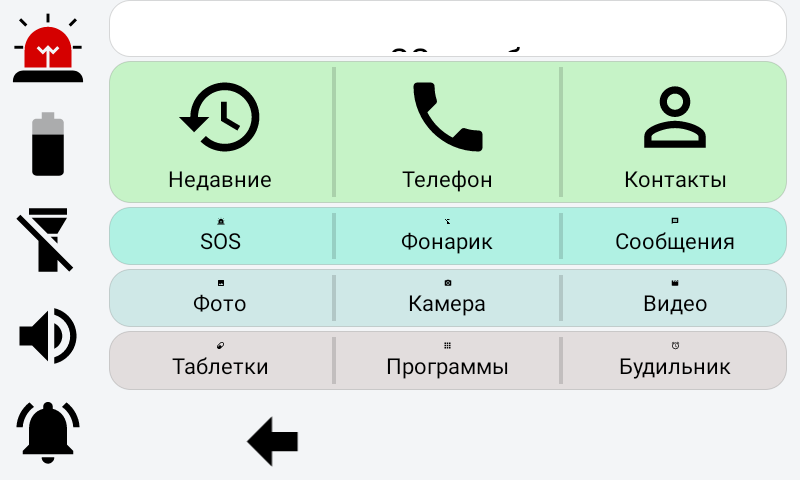 Недавние
Телефон
Контакты
SOS
Фонарик
Сообщения
Фото
Камера
Видео
Таблетки
Программы
Будильник